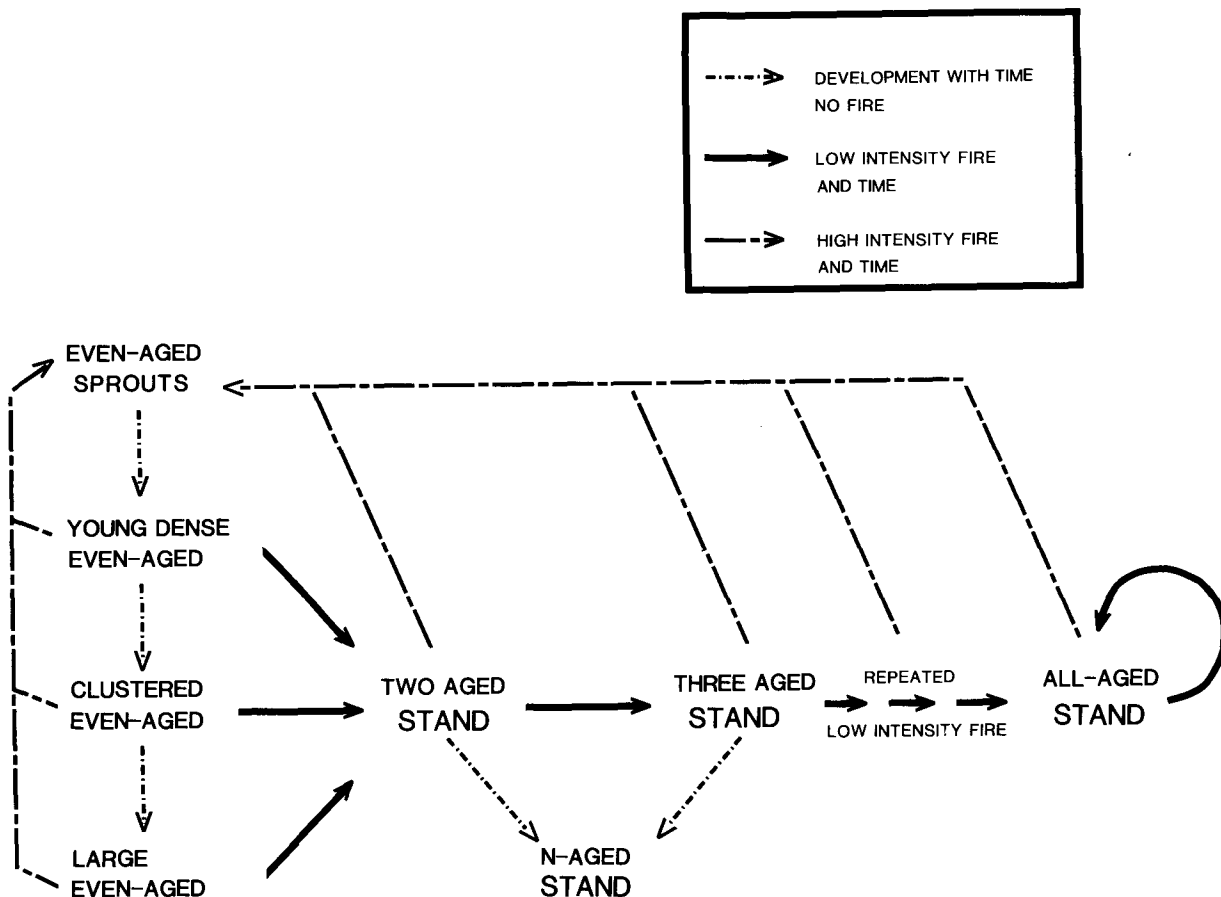 DEVELOPMENT WITH TIME
NO FIRE
LOW INTENSITY FIRE
AND TIME
HIGH INTENSITY FIRE
AND TIME
EVEN-AGED
SPROUTS
YOUNG DENSE
EVEN-AGED
CLUSTERED
EVEN-AGED
LARGE
EVEN-AGED
TWO AGED
STAND
THREE AGED
STAND
REPEATED
LOW INTENSITY FIRE
ALL-AGED
STAND
N-AGED
STAND